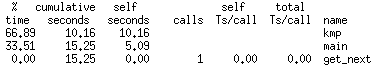 %   cumulative   self              self     total
time   seconds   seconds    calls  Ts/call  Ts/call  name
66.89     10.16    10.16                             kmp
33.51     15.25     5.09                             main
0.00     15.25     0.00        1     0.00     0.00  get_next